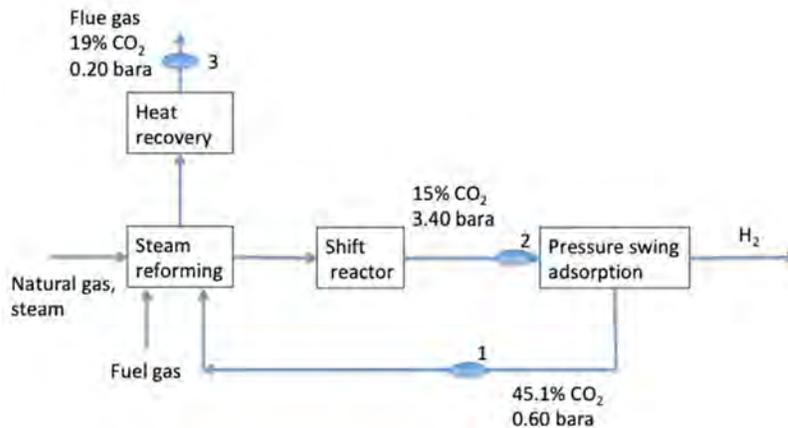 Flue gas
19% CO₂
0.20 bara
3
Heat
recovery
15% CO₂
3.40 bara
2
Steam
reforming
Shift
reactor
Pressure swing
adsorption
H₂
Natural gas,
steam
Fuel gas
1
45.1% CO₂
0.60 bara